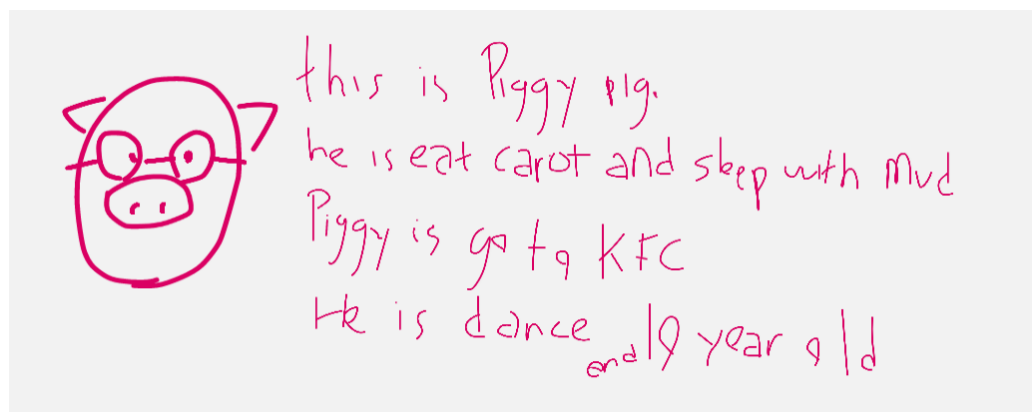 this is Piggy pig.
he is eat carot and sleep with mud
Piggy is go to KFC
He is dance and 19 year old